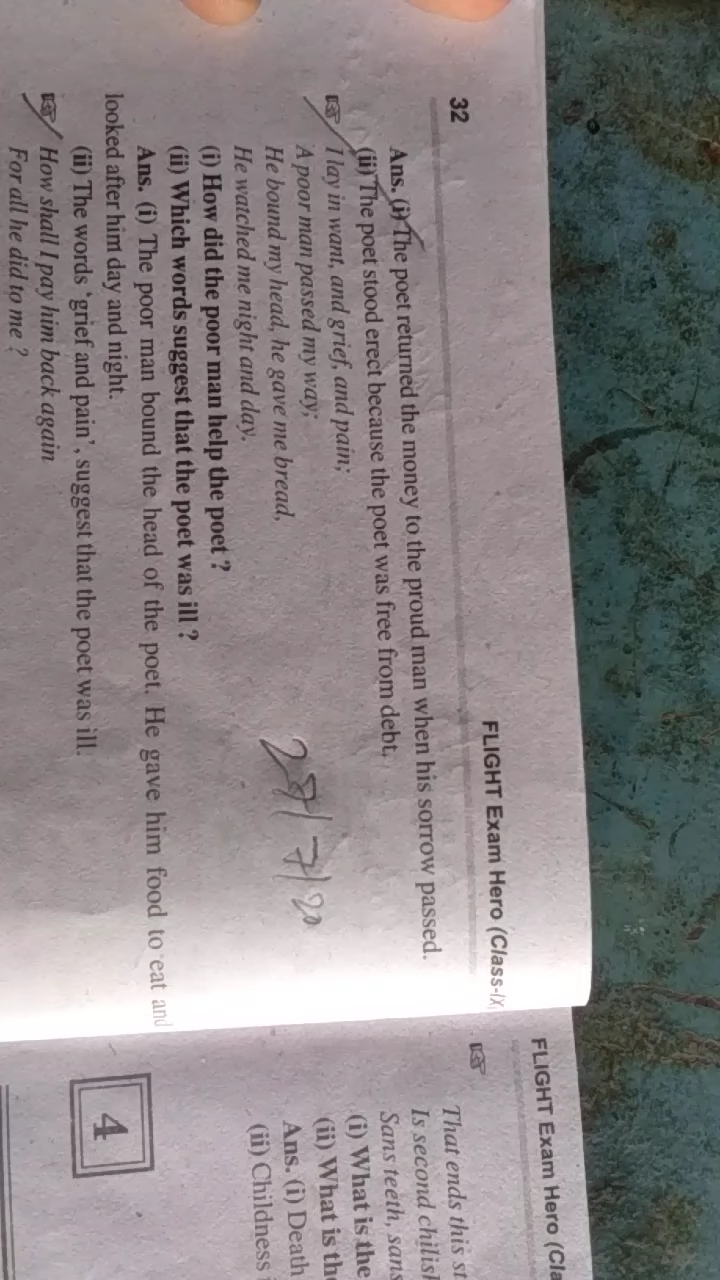 32
FLIGHT Exam Hero (Class-IX
Ans. (i) The poet returned the money to the proud man when his sorrow passed.
(ii) The poet stood erect because the poet was free from debt.
I lay in want, and grief, and pain;
A poor man passed my way;
He bound my head, he gave me bread,
He watched me night and day.
(i) How did the poor man help the poet ?
(ii) Which words suggest that the poet was ill ?
Ans. (i) The poor man bound the head of the poet. He gave him food to eat and
looked after him day and night.
(ii) The words 'grief and pain', suggest that the poet was ill.
How shall I pay him back again
For all he did to me ?
FLIGHT Exam Hero (Cla
That ends this st
Is second chilish
Sans teeth, sans
(i) What is the
(ii) What is the
Ans. (i) Death
(ii) Childness
4